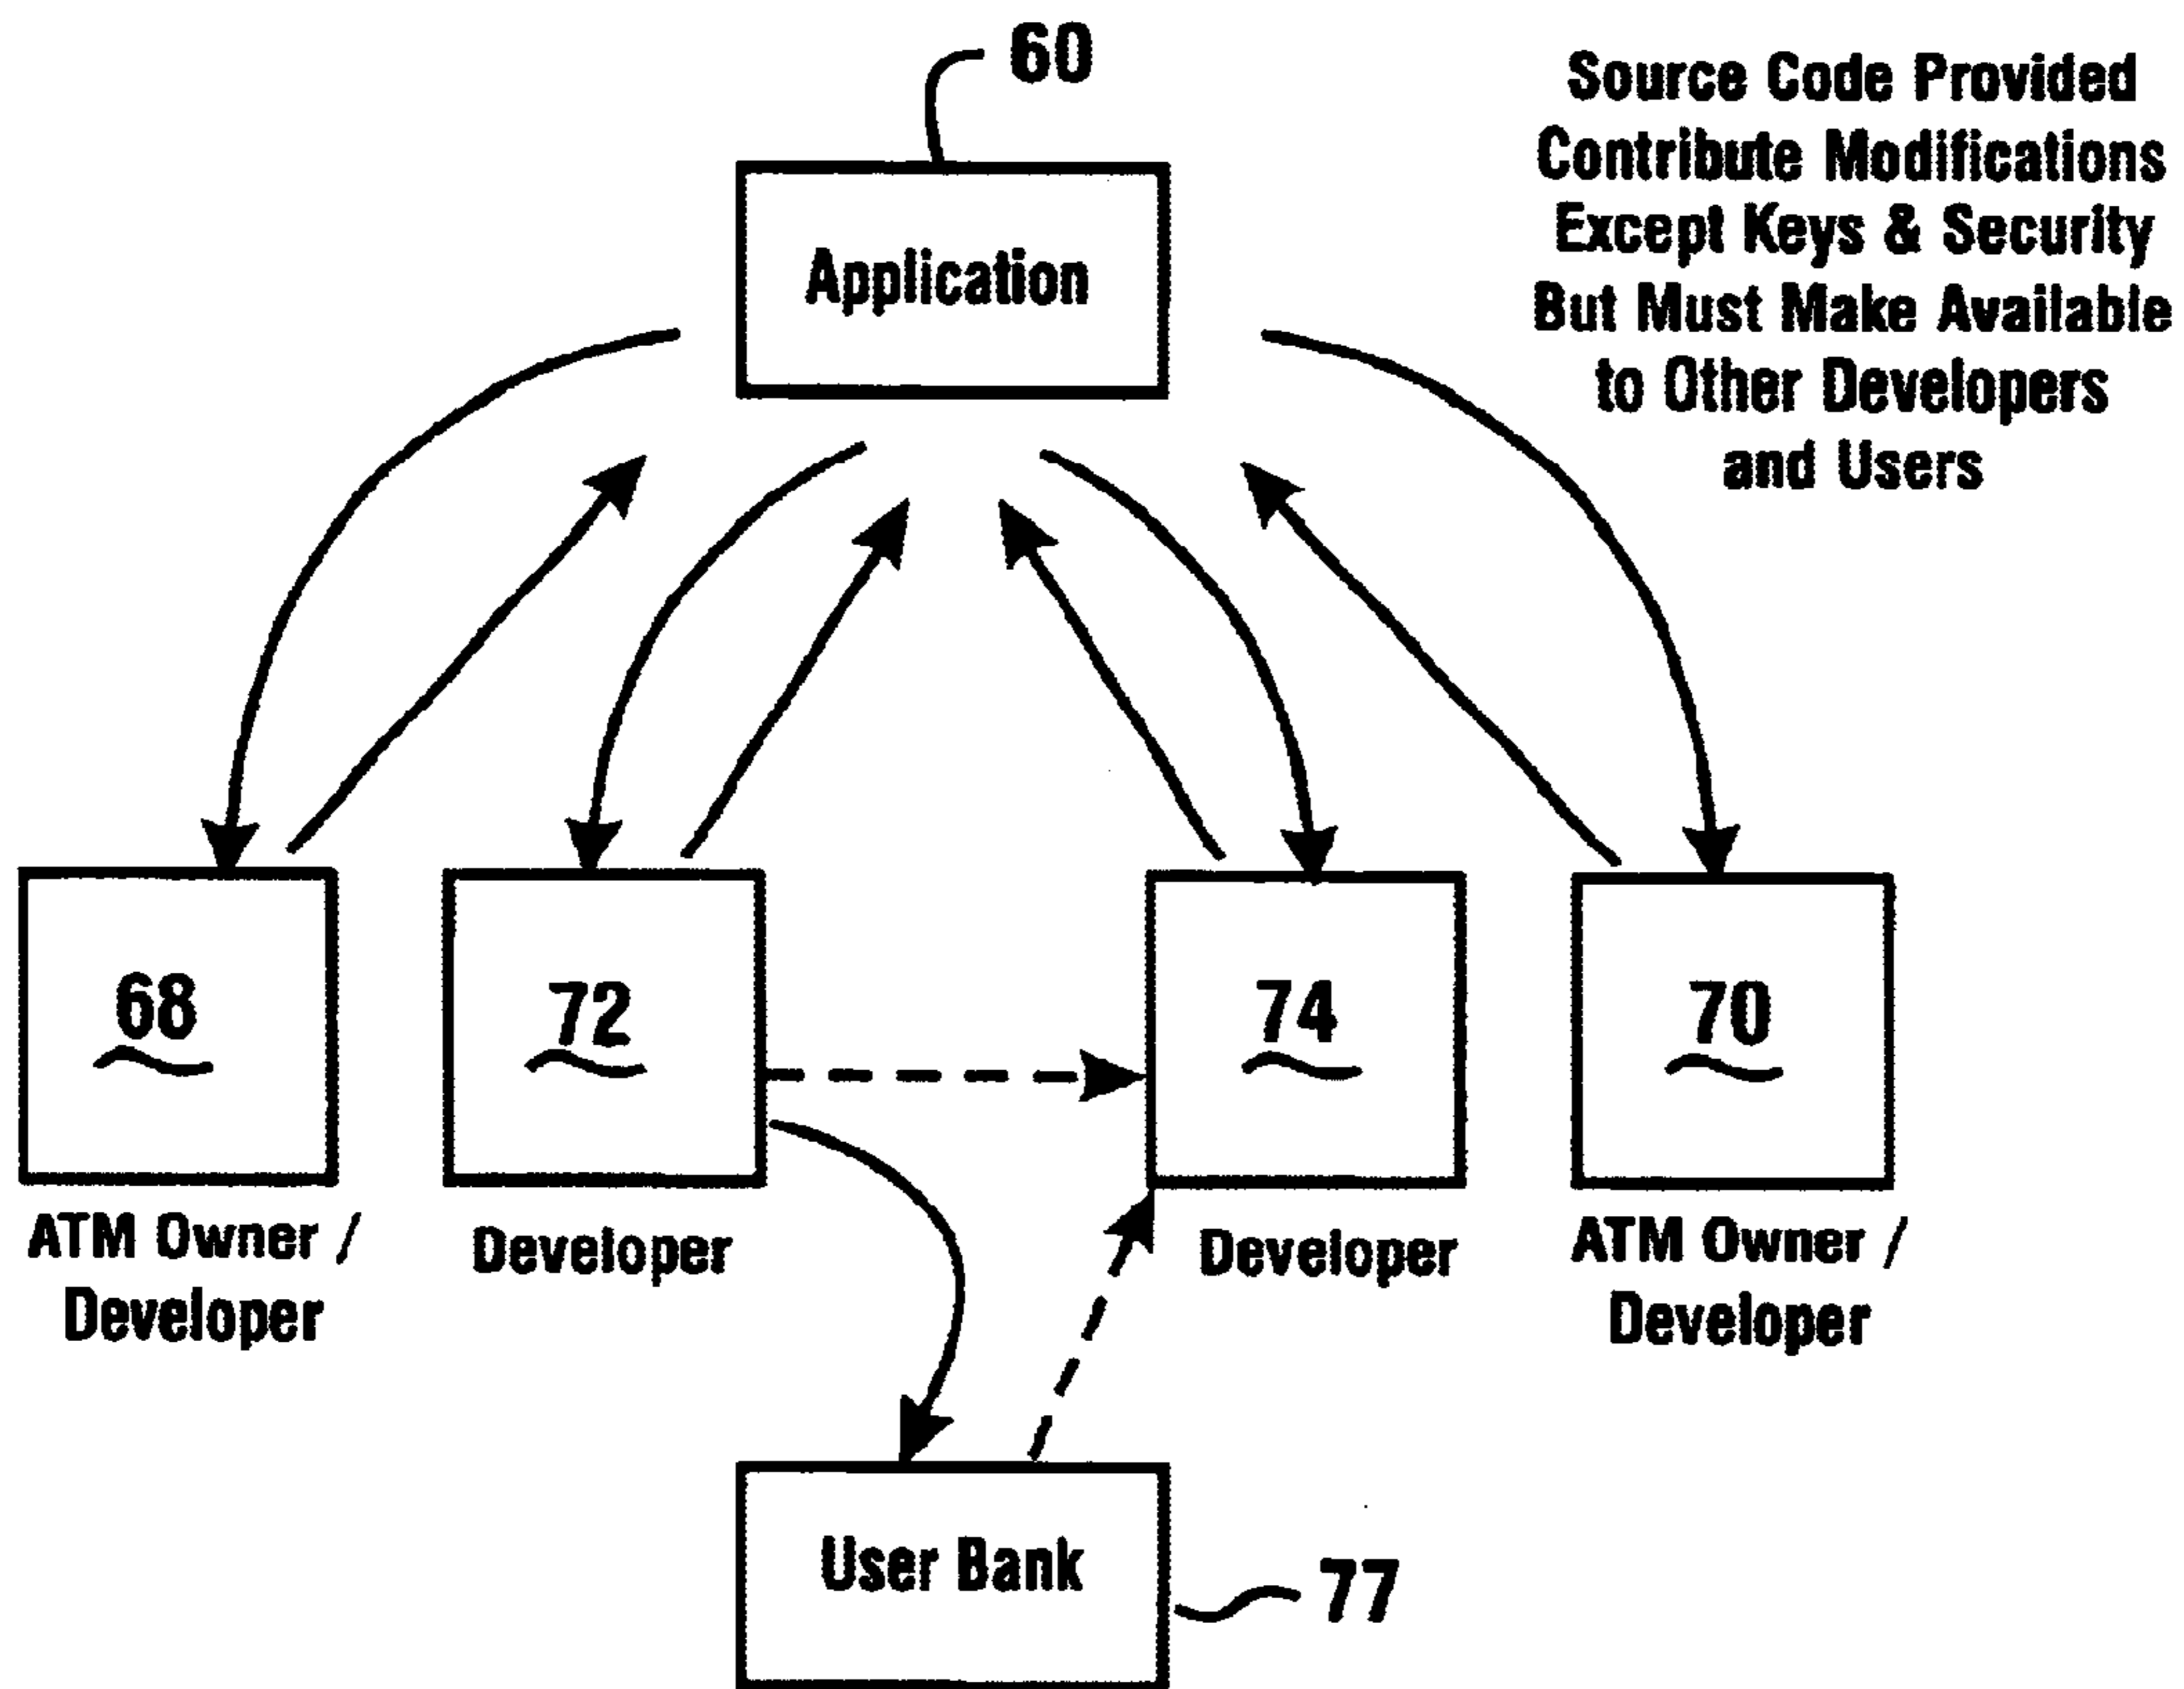 60
Source Code Provided
Contribute Modifications
Except Keys & Security
But Must Make Available
to Other Developers
and Users
Application
68
72
74
70
ATM Owner /
Developer
Developer
Developer
ATM Owner /
Developer
User Bank
77